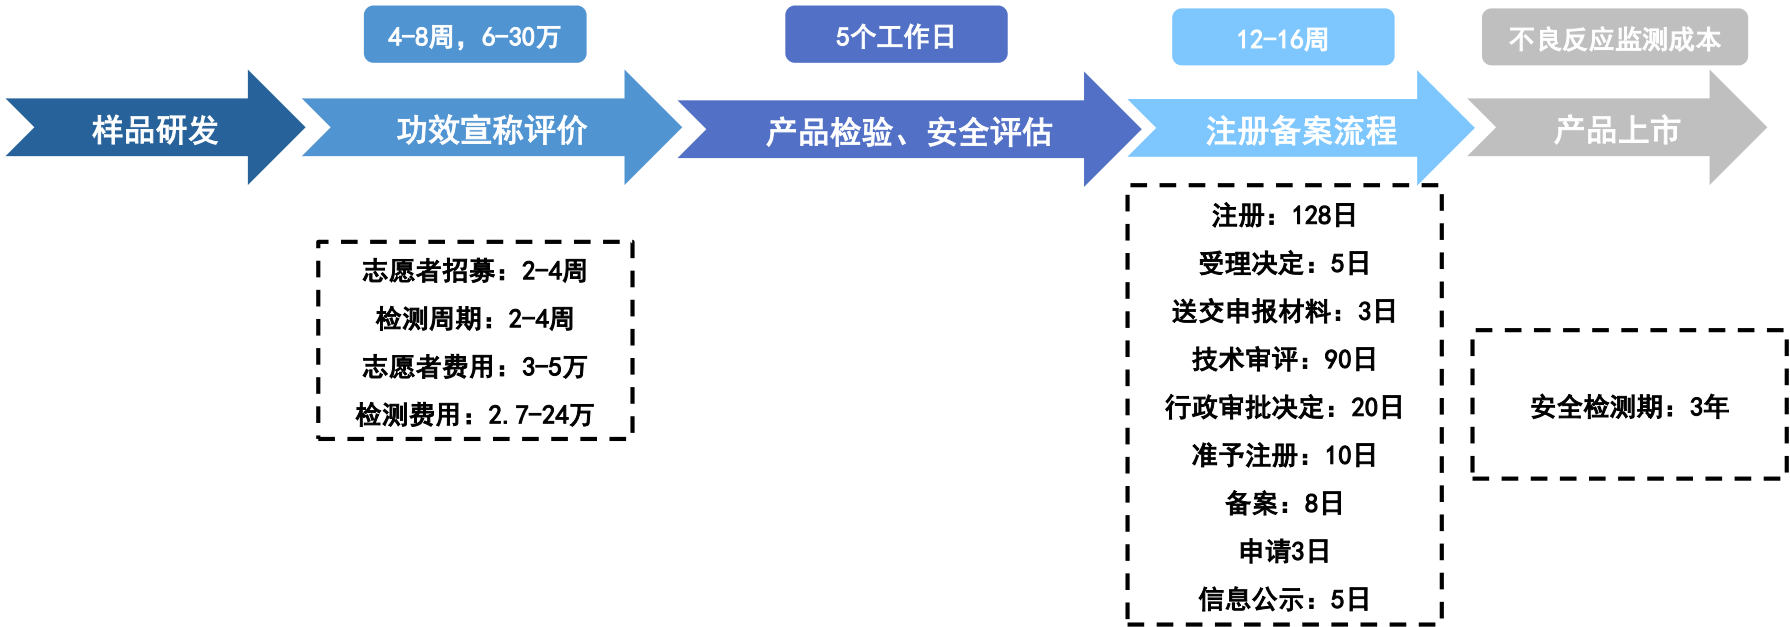 4-8周，6-30万
5个工作日
12-16周
不良反应监测成本
样品研发
功效宣称评价
产品检验、安全评估
注册备案流程
产品上市
志愿者招募：2-4周
检测周期：2-4周
志愿者费用：3-5万
检测费用：2.7-24万
注册：128日
受理决定：5日
送交申报材料：3日
技术审评：90日
行政审批决定：20日
准予注册：10日
备案：8日
申请3日
信息公示：5日
安全检测期：3年